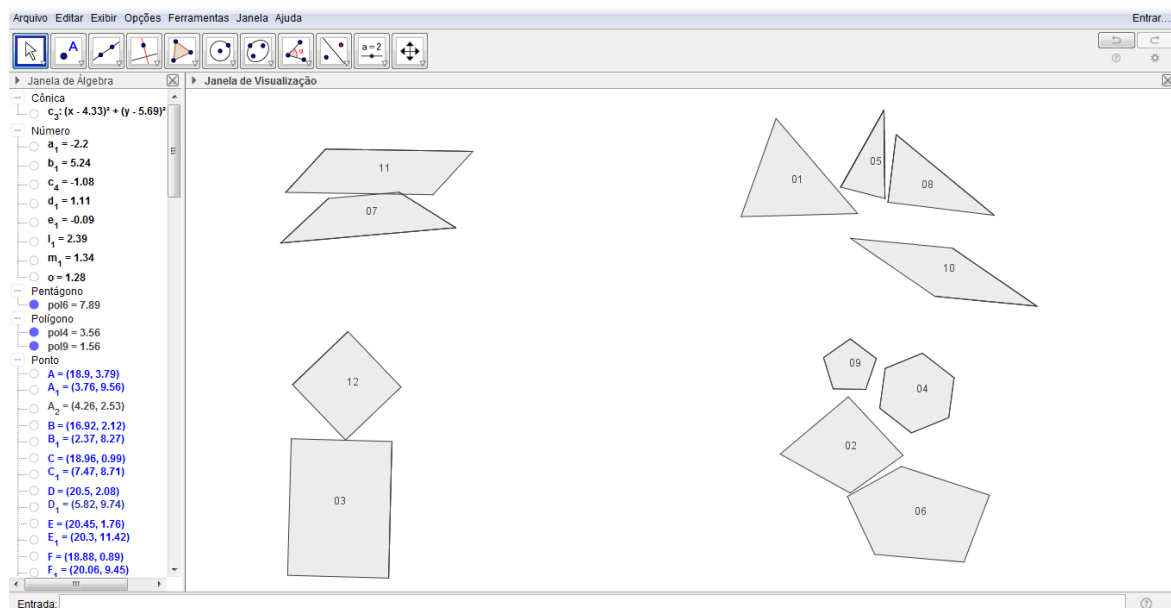 Arquivo Editar Exibir Opções Ferramentas Janela Ajuda Entrar...
A α a = 2
Janela de Álgebra
Janela de Visualização
Cônica
c₃: (x - 4.33)² + (y - 5.69)²
Número
a₁ = -2.2
b₁ = 5.24
c₄ = -1.08
d₁ = 1.11
e₁ = -0.09
l₁ = 2.39
m₁ = 1.34
o = 1.28
Pentágono
pol6 = 7.89
Polígono
pol4 = 3.56
pol9 = 1.56
Ponto
A = (18.9, 3.79)
A₁ = (3.76, 9.56)
A₂ = (4.26, 2.53)
B = (16.92, 2.12)
B₁ = (2.37, 8.27)
C = (18.96, 0.99)
C₁ = (7.47, 8.71)
D = (20.5, 2.08)
D₁ = (5.82, 9.74)
E = (20.45, 1.76)
E₁ = (20.3, 11.42)
F = (18.88, 0.89)
F₁ = (20.06, 9.45)
11
07
01
05
08
10
12
03
09
04
02
06
Entrada: